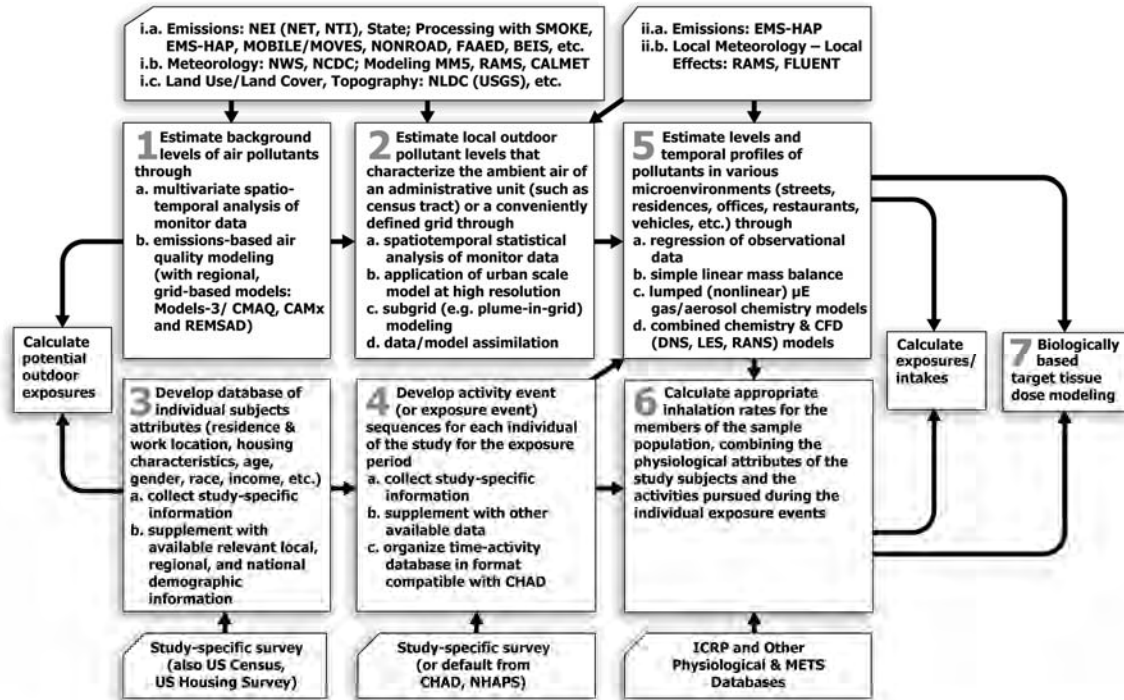 i.a. Emissions: NEI (NET, NTI), State; Processing with SMOKE,
EMS-HAP, MOBILE/MOVES, NONROAD, FAAED, BEIS, etc.
i.b. Meteorology: NWS, NCDC; Modeling MM5, RAMS, CALMET
i.c. Land Use/Land Cover, Topography: NLDC (USGS), etc.
ii.a. Emissions: EMS-HAP
ii.b. Local Meteorology – Local
Effects: RAMS, FLUENT
1 Estimate background
levels of air pollutants
through
a. multivariate spatio-
temporal analysis of
monitor data
b. emissions-based air
quality modeling
(with regional,
grid-based models:
Models-3/ CMAQ, CAMx
and REMSAD)
2 Estimate local outdoor
pollutant levels that
characterize the ambient air of
an administrative unit (such as
census tract) or a conveniently
defined grid through
a. spatiotemporal statistical
analysis of monitor data
b. application of urban scale
model at high resolution
c. subgrid (e.g. plume-in-grid)
modeling
d. data/model assimilation
5 Estimate levels and
temporal profiles of
pollutants in various
microenvironments (streets,
residences, offices, restaurants,
vehicles, etc.) through
a. regression of observational
data
b. simple linear mass balance
c. lumped (nonlinear) µE
gas/aerosol chemistry models
d. combined chemistry & CFD
(DNS, LES, RANS) models
Calculate
potential
outdoor
exposures
Calculate
exposures/
intakes
7 Biologically
based
target tissue
dose modeling
3 Develop database of
individual subjects
attributes (residence &
work location, housing
characteristics, age,
gender, race, income, etc.)
a. collect study-specific
information
b. supplement with
available relevant local,
regional, and national
demographic
information
4 Develop activity event
(or exposure event)
sequences for each individual
of the study for the exposure
period
a. collect study-specific
information
b. supplement with other
available data
c. organize time-activity
database in format
compatible with CHAD
6 Calculate appropriate
inhalation rates for the
members of the sample
population, combining the
physiological attributes of the
study subjects and the
activities pursued during the
individual exposure events
Study-specific survey
(also US Census,
US Housing Survey)
Study-specific survey
(or default from
CHAD, NHAPS)
ICRP and Other
Physiological & METS
Databases